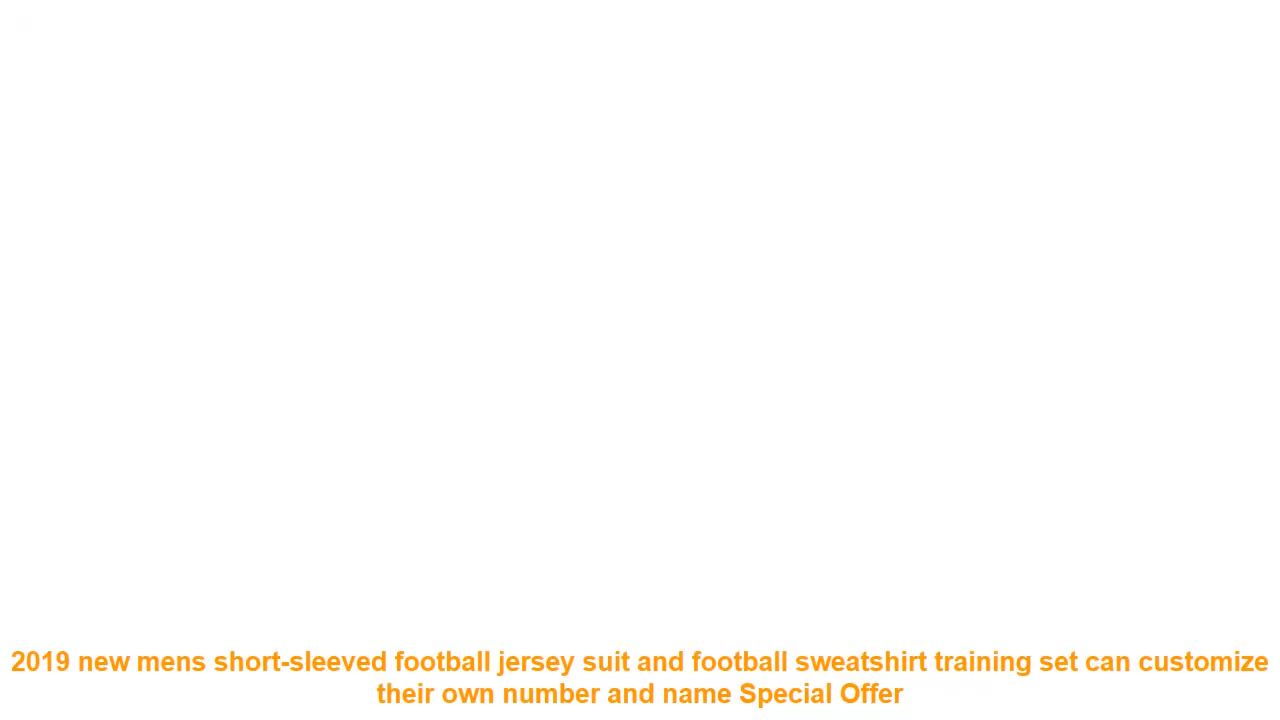 2019 new mens short-sleeved football jersey suit and football sweatshirt training set can customize
their own number and name Special Offer